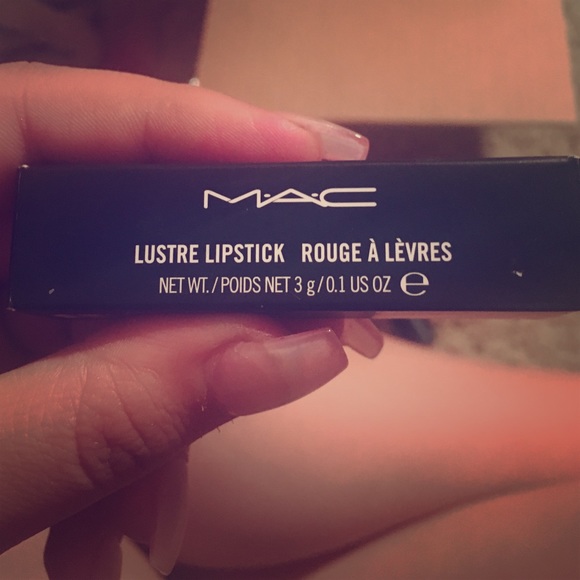 M·A·C
LUSTRE LIPSTICK ROUGE À LÈVRES
NET WT. / POIDS NET 3 g / 0.1 US OZ ℮